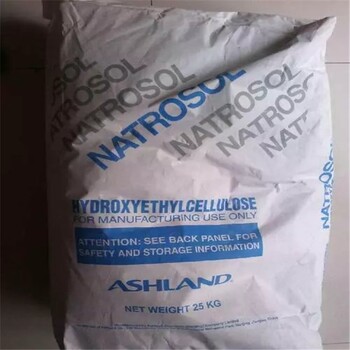 NATROSOL
NATROSOL
NATROSOL
NATROSOL
HYDROXYETHYLCELLULOSE
FOR MANUFACTURING USE ONLY
ATTENTION: SEE BACK PANEL FOR
SAFETY AND STORAGE INFORMATION
ASHLAND
NET WEIGHT 25 KG